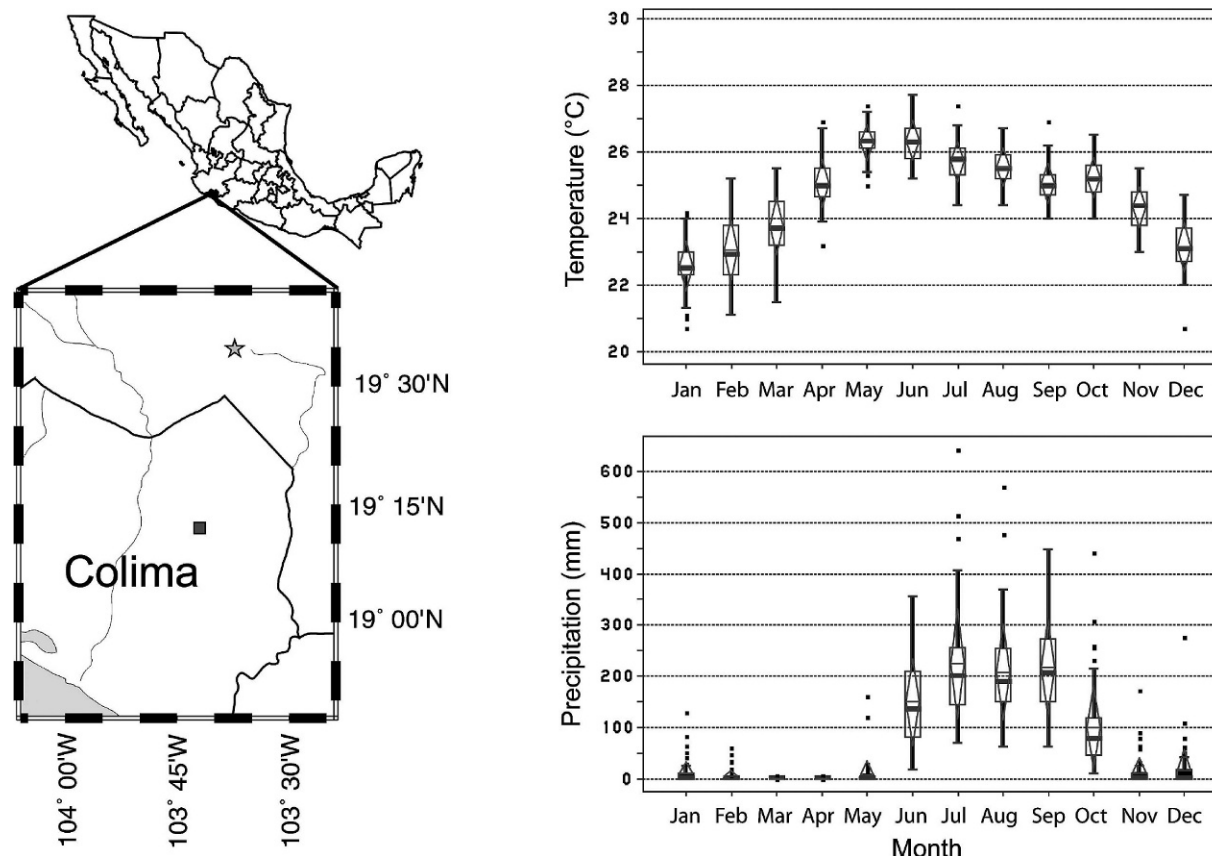 19° 30'N
19° 15'N
19° 00'N
Colima
104° 00'W
103° 45'W
103° 30'W
Temperature (°C)
30
28
26
24
22
20
Jan Feb Mar Apr May Jun Jul Aug Sep Oct Nov Dec
Precipitation (mm)
600
500
400
300
200
100
0
Jan Feb Mar Apr May Jun Jul Aug Sep Oct Nov Dec
Month